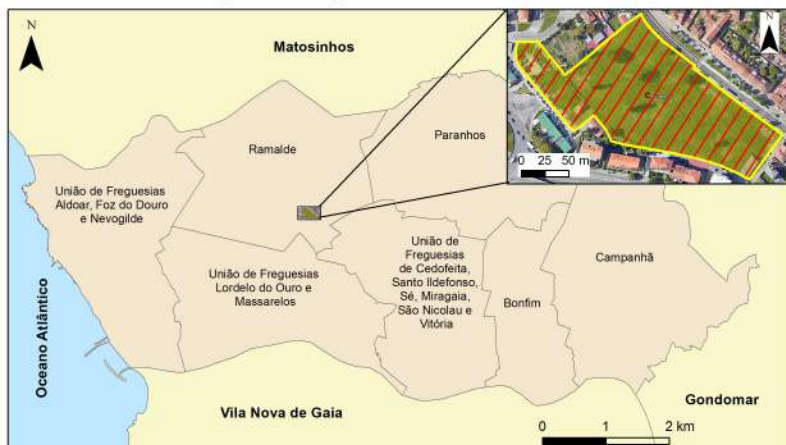 N
Matosinhos
N
0 25 50 m
Paranhos
Ramalde
União de Freguesias
Aldoar, Foz do Douro
e Nevogilde
União de
Freguesias
de Cedofeita,
Santo Ildefonso,
Sé, Miragaia,
São Nicolau e
Vitória
Campanhã
União de Freguesias
Lordelo do Ouro e
Massarelos
Bonfim
Oceano Atlântico
Gondomar
Vila Nova de Gaia
0 1 2 km